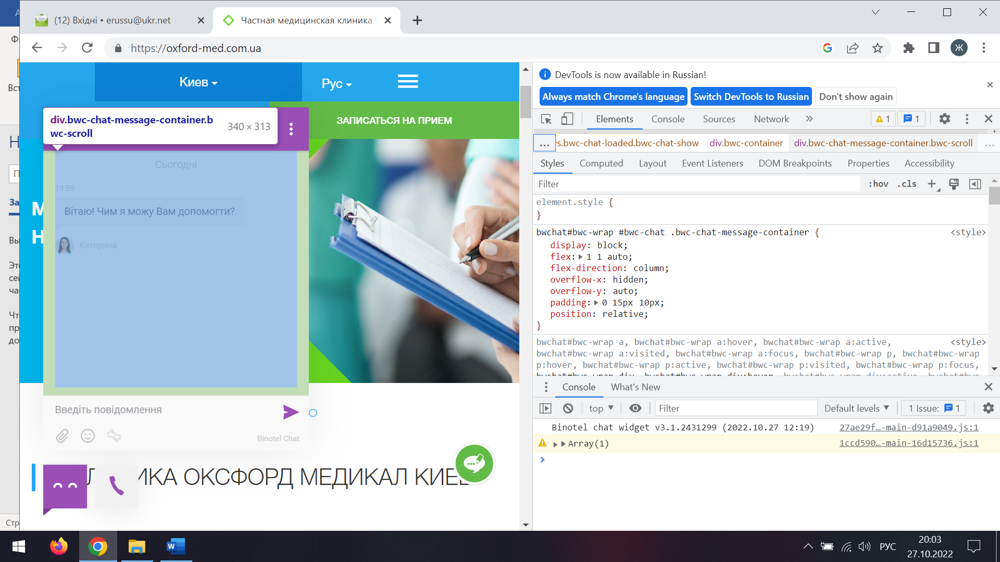 (12) Вхідні • erussu@ukr.net
Частная медицинская клиника
https://oxford-med.com.ua
Ж
DevTools is now available in Russian!
Always match Chrome's language
Switch DevTools to Russian
Don't show again
Киев
Рус
ЗАПИСАТЬСЯ НА ПРИЕМ
div.bwc-chat-message-container.b
wc-scroll
340 × 313
Elements
Console
Sources
Network
1
1
...
s.bwc-chat-loaded.bwc-chat-show
div.bwc-container
div.bwc-chat-message-container.bwc-scroll
...
Styles
Computed
Layout
Event Listeners
DOM Breakpoints
Properties
Accessibility
Filter
:hov
.cls
element.style {
}
bwchat#bwc-wrap #bwc-chat .bwc-chat-message-container {
<style>
display: block;
flex: 1 1 auto;
flex-direction: column;
overflow-x: hidden;
overflow-y: auto;
padding: 0 15px 10px;
position: relative;
}
bwchat#bwc-wrap a, bwchat#bwc-wrap a:hover, bwchat#bwc-wrap a:active,
<style>
bwchat#bwc-wrap a:visited, bwchat#bwc-wrap a:focus, bwchat#bwc-wrap p, bwchat#bwc-wrap
p:hover, bwchat#bwc-wrap p:active, bwchat#bwc-wrap p:visited, bwchat#bwc-wrap p:focus,
Сьогодні
19:59
Вітаю! Чим я можу Вам допомогти?
Катерина
Введіть повідомлення
Binotel Chat
ИКА ОКСФОРД МЕДИКАЛ КИЕВ
Console
What's New
top
Filter
Default levels
1 Issue:
1
Binotel chat widget v3.1.2431299 (2022.10.27 12:19)
27ae29f…-main-d91a9049.js:1
Array(1)
1ccd590…-main-16d15736.js:1
Стр
РУС
20:03
27.10.2022